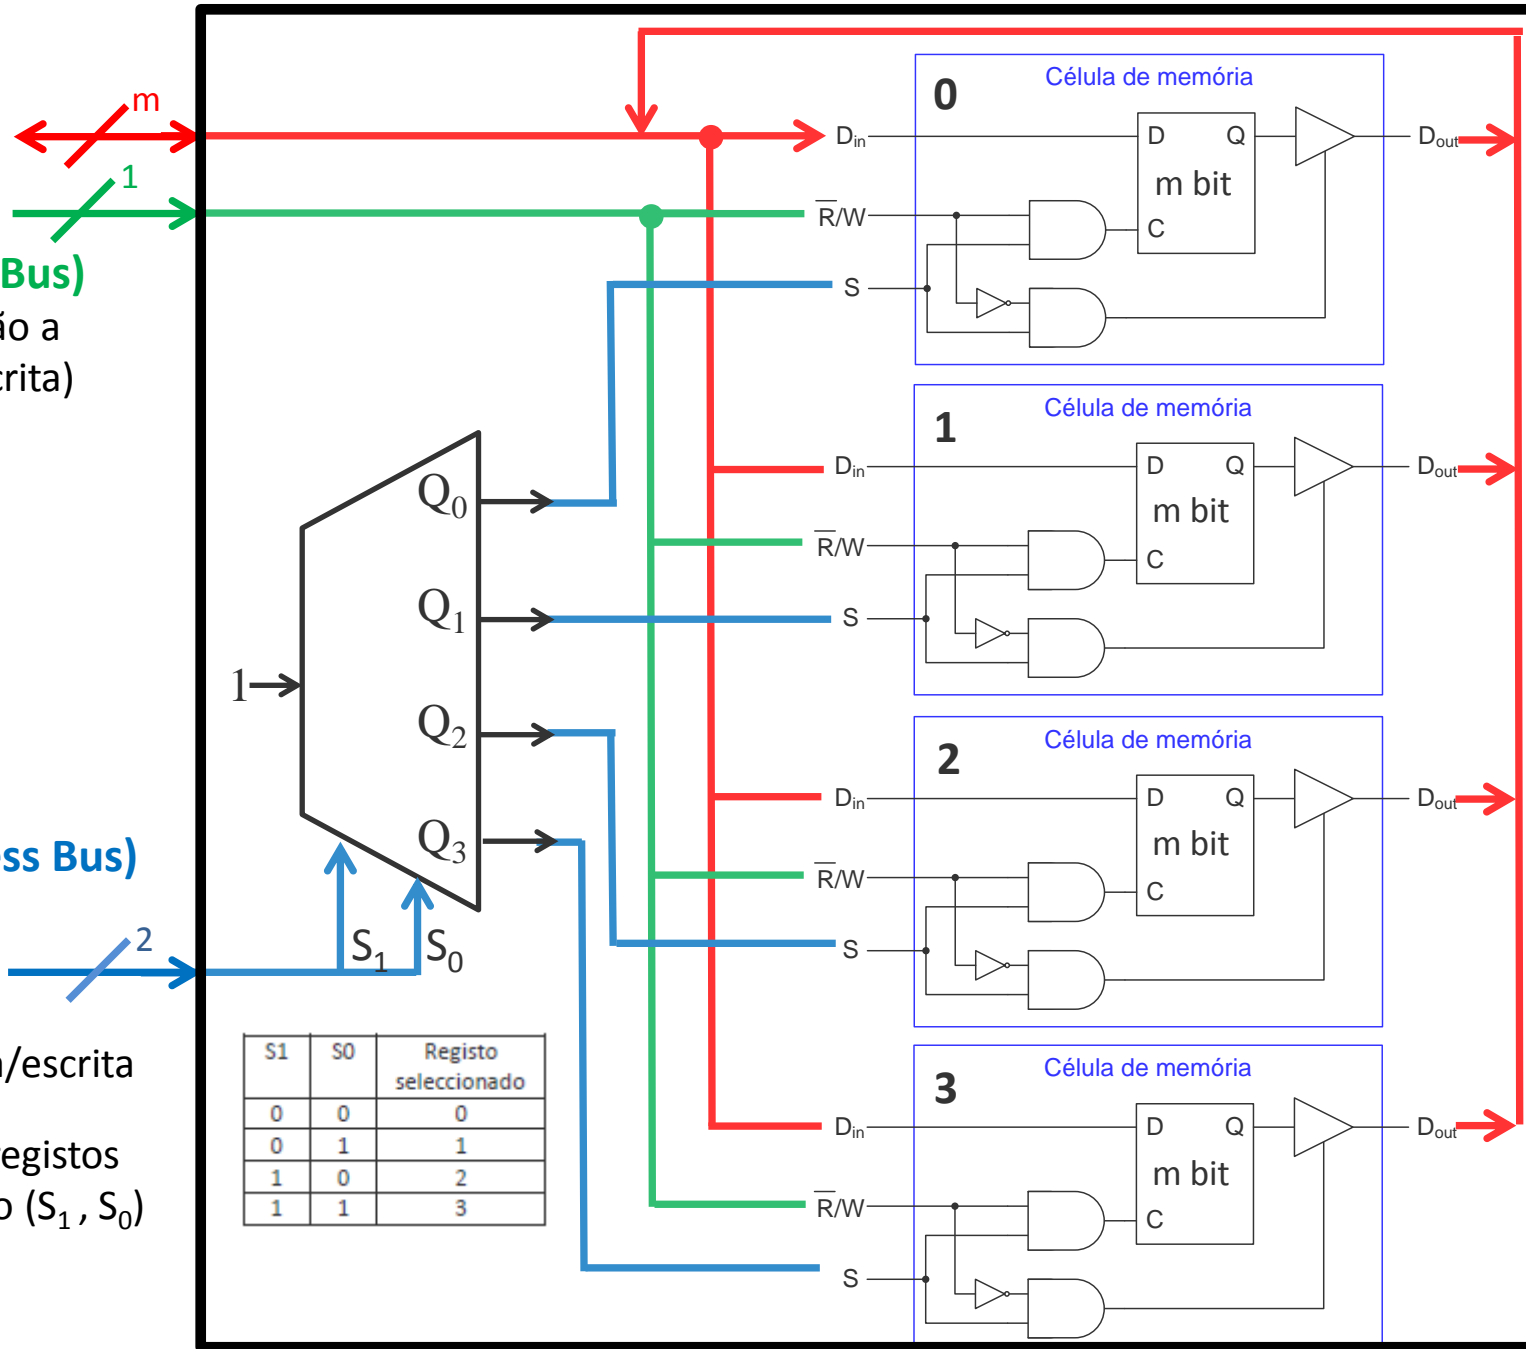 m
1
Bus)
ão a
crita)
ess Bus)
2
a/escrita
registos
o (S1 , S0)
1
Q0
Q1
Q2
Q3
S1 S0
S1 S0 Registo
seleccionado
0 0 0
0 1 1
1 0 2
1 1 3
0 Célula de memória
Din D Q Dout
m bit
R/W C
S
1 Célula de memória
Din D Q Dout
m bit
R/W C
S
2 Célula de memória
Din D Q Dout
m bit
R/W C
S
3 Célula de memória
Din D Q Dout
m bit
R/W C
S